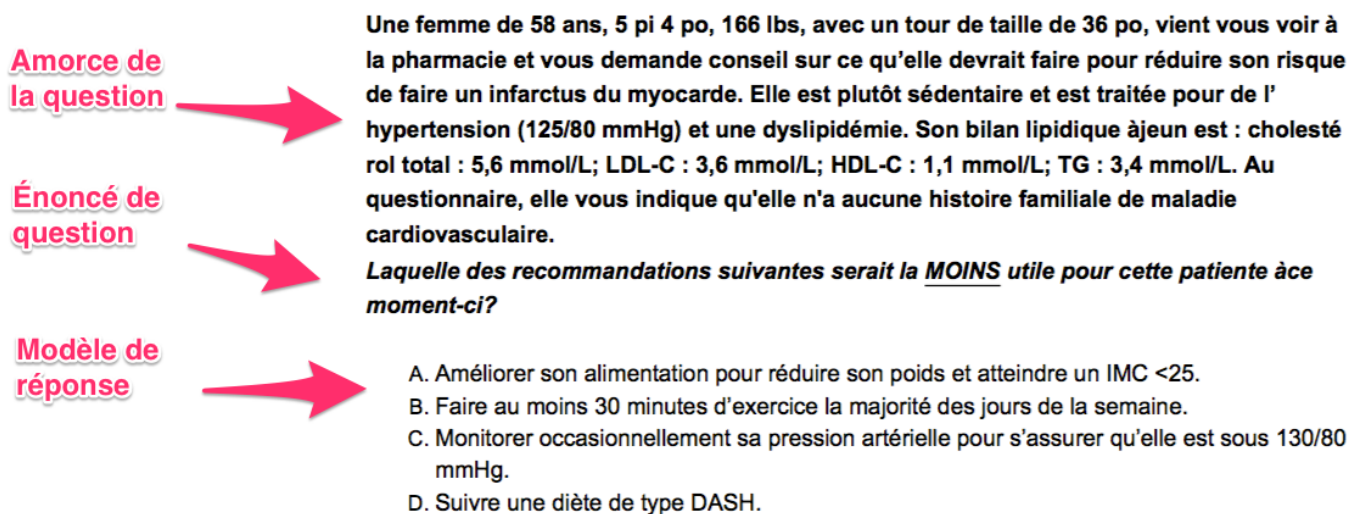 Une femme de 58 ans, 5 pi 4 po, 166 lbs, avec un tour de taille de 36 po, vient vous voir à
Amorce de
la question
la pharmacie et vous demande conseil sur ce qu'elle devrait faire pour réduire son risque
de faire un infarctus du myocarde. Elle est plutôt sédentaire et est traitée pour de l'
hypertension (125/80 mmHg) et une dyslipidémie. Son bilan lipidique àjeun est : cholesté
rol total : 5,6 mmol/L; LDL-C : 3,6 mmol/L; HDL-C : 1,1 mmol/L; TG : 3,4 mmol/L. Au
Énoncé de
question
questionnaire, elle vous indique qu'elle n'a aucune histoire familiale de maladie
cardiovasculaire.
Laquelle des recommandations suivantes serait la MOINS utile pour cette patiente àce
moment-ci?
Modèle de
réponse
A. Améliorer son alimentation pour réduire son poids et atteindre un IMC <25.
B. Faire au moins 30 minutes d'exercice la majorité des jours de la semaine.
C. Monitorer occasionnellement sa pression artérielle pour s'assurer qu'elle est sous 130/80
mmHg.
D. Suivre une diète de type DASH.